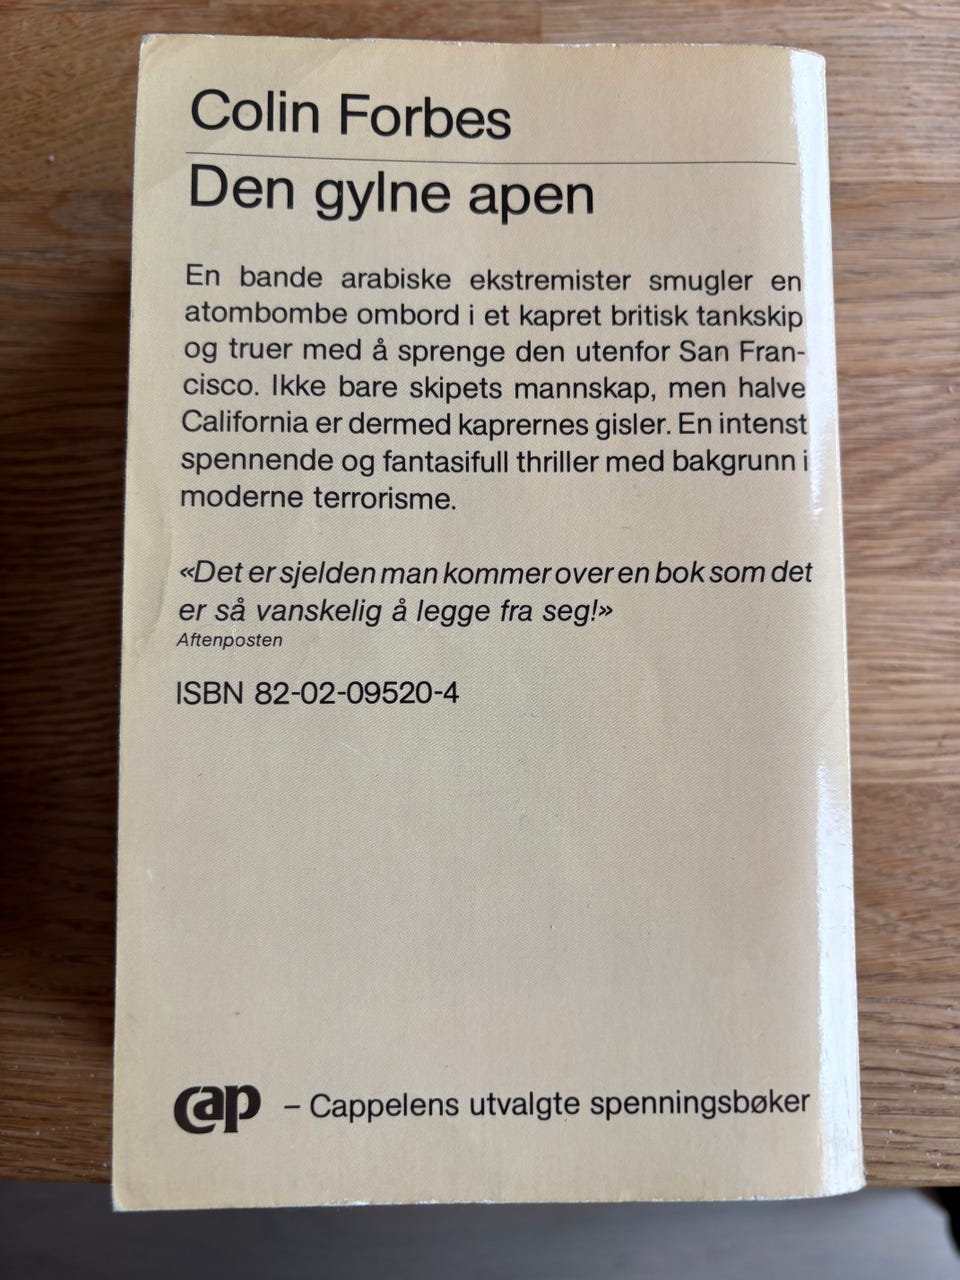 Colin Forbes
Den gylne apen
En bande arabiske ekstremister smugler en
atombombe ombord i et kapret britisk tankskip
og truer med å sprenge den utenfor San Fran-
cisco. Ikke bare skipets mannskap, men halve
California er dermed kaprernes gisler. En intenst
spennende og fantasifull thriller med bakgrunn i
moderne terrorisme.
«Det er sjelden man kommer over en bok som det
er så vanskelig å legge fra seg!»
Aftenposten
ISBN 82-02-09520-4
cap – Cappelens utvalgte spenningsbøker